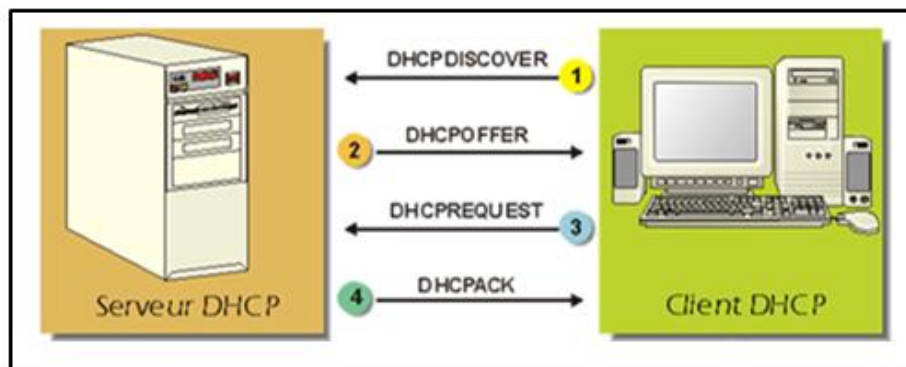 DHCPDISCOVER
1
DHCPOFFER
2
DHCPREQUEST
3
DHCPACK
4
Serveur DHCP
Client DHCP